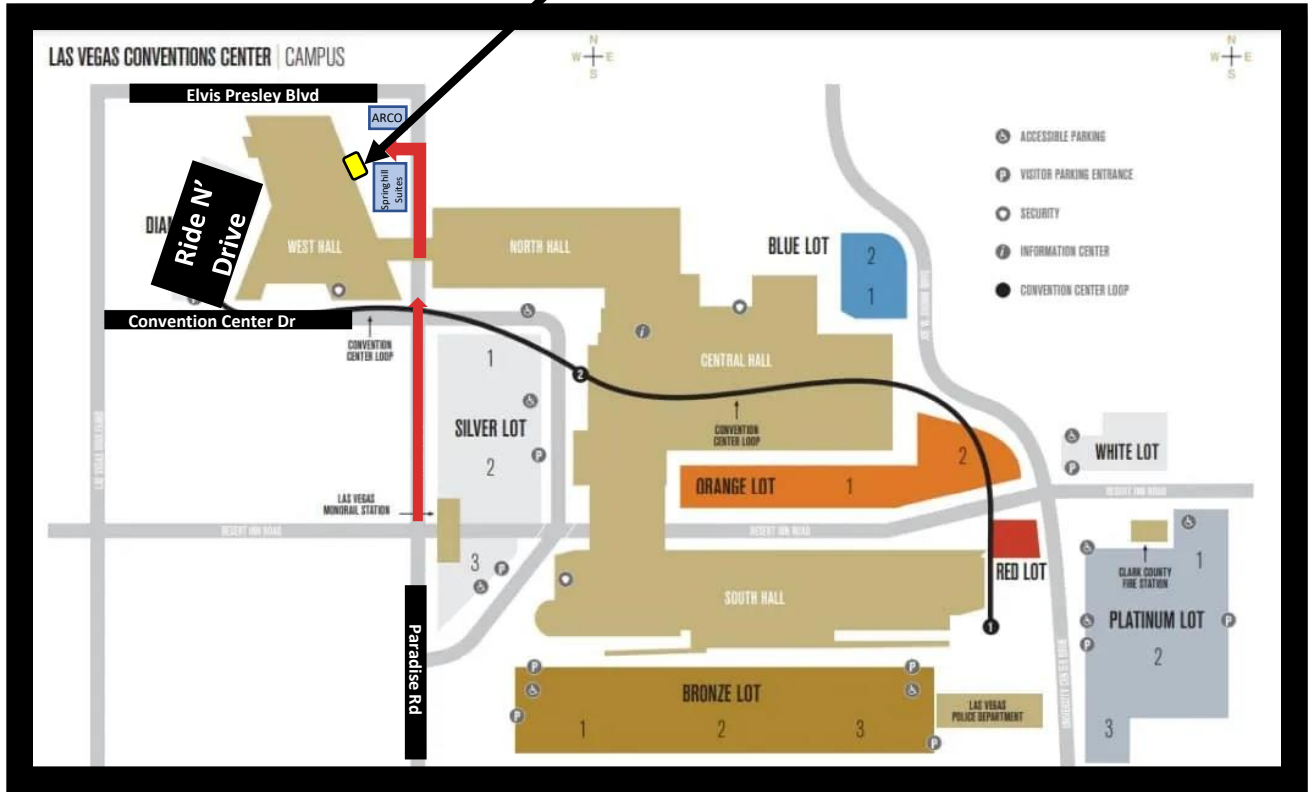 LAS VEGAS CONVENTIONS CENTER | CAMPUS
N
W E
S
N
W E
S
Elvis Presley Blvd
ARCO
Springhill
Suites
Ride N'
Drive
DIA
WEST HALL
NORTH HALL
BLUE LOT
2
1
ACCESSIBLE PARKING
P VISITOR PARKING ENTRANCE
SECURITY
i INFORMATION CENTER
CONVENTION CENTER LOOP
Convention Center Dr
CONVENTION
CENTER LOOP
i
CENTRAL HALL
2
CONVENTION
CENTER LOOP
1
SILVER LOT
2
P
3
P
LAS VEGAS
MONORAIL STATION
ORANGE LOT
1
2
WHITE LOT
P
DESERT INN ROAD
DESERT INN ROAD
DESERT INN ROAD
RED LOT
1
SOUTH HALL
CLARK COUNTY
FIRE STATION
1
PLATINUM LOT
2
3
P
P
Paradise Rd
P
P
BRONZE LOT
1
2
3
P
P
LAS VEGAS
POLICE DEPARTMENT
UNIVERSITY CENTER DRIVE